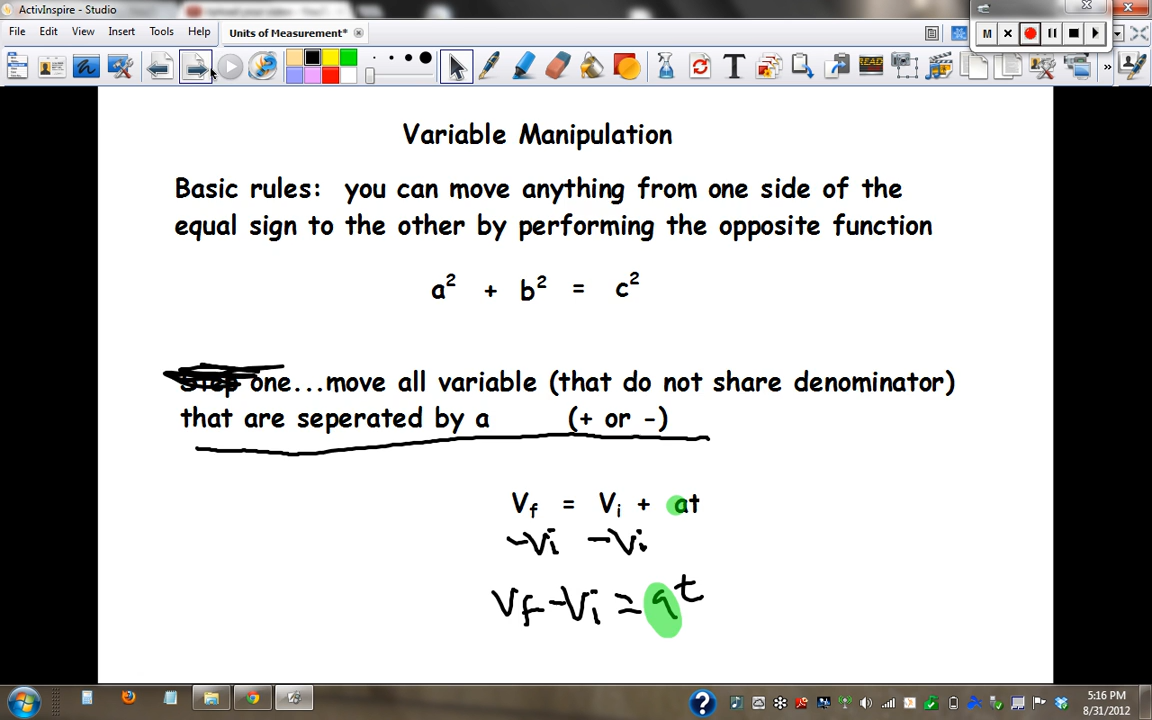 ActivInspire - Studio
File Edit View Insert Tools Help Units of Measurement*
M
T READ »
Variable Manipulation
Basic rules: you can move anything from one side of the
equal sign to the other by performing the opposite function
a² + b² = c²
Step one...move all variable (that do not share denominator)
that are seperated by a (+ or -)
Vf = Vi + at
-Vi -Vi
Vf-Vi = at
5:16 PM
8/31/2012